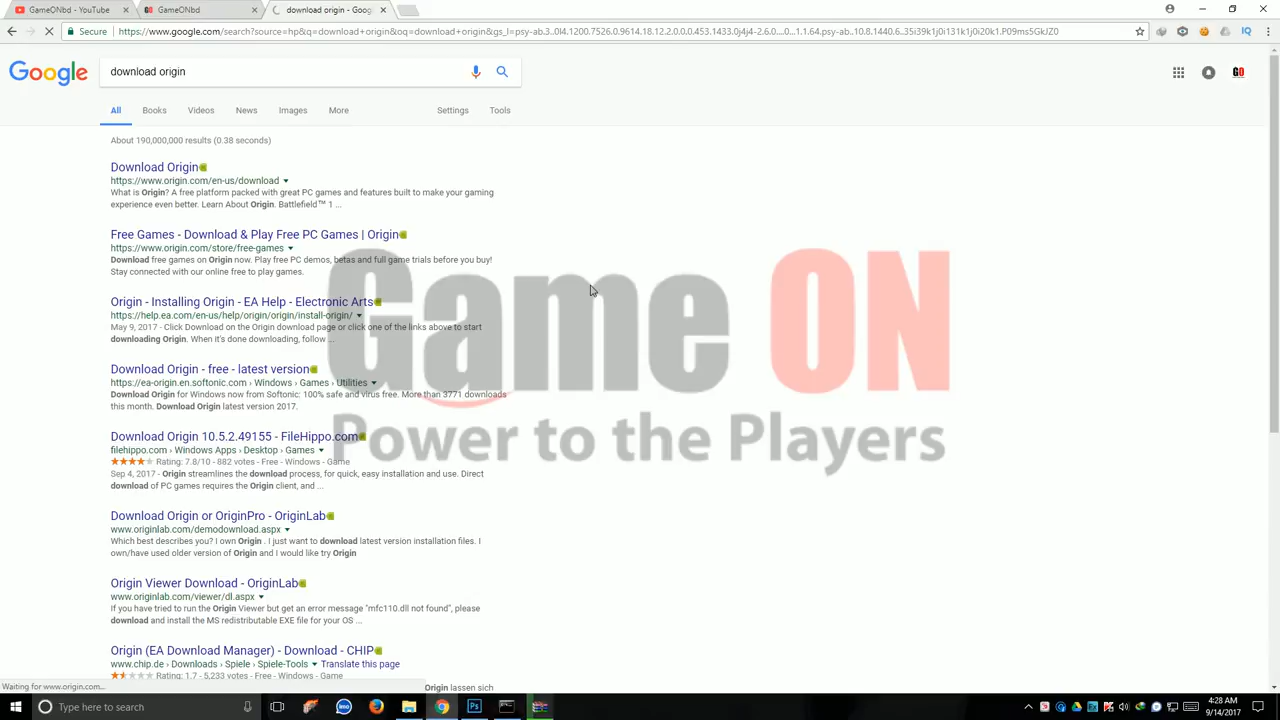 GameONbd - YouTube
GameONbd
download origin - Goog
Secure
https://www.google.com/search?source=hp&q=download+origin&oq=download+origin&gs_l=psy-ab.3.0l4.1200.7526.0.9614.18.12.2.0.0.0.453.1433.0j4j4-2.6.0....0...1.1.64.psy-ab..10.8.1440.6..35i39k1j0i131k1j0i20k1.P09ms5GkJZ0
Google
download origin
GO
All Books Videos News Images More Settings Tools
About 190,000,000 results (0.38 seconds)
Download Origin
https://www.origin.com/en-us/download
What is Origin? A free platform packed with great PC games and features built to make your gaming
experience even better. Learn About Origin. Battlefield™ 1 ...
Free Games - Download & Play Free PC Games | Origin
https://www.origin.com/store/free-games
Download free games on Origin now. Play free PC demos, betas and full game trials before you buy!
Stay connected with our online free to play games.
Origin - Installing Origin - EA Help - Electronic Arts
https://help.ea.com/en-us/help/origin/origin/install-origin/
May 9, 2017 - Click Download on the Origin download page or click one of the links above to start
downloading Origin. When it's done downloading, follow ...
Download Origin - free - latest version
https://ea-origin.en.softonic.com › Windows › Games › Utilities
Download Origin for Windows now from Softonic: 100% safe and virus free. More than 3771 downloads
this month. Download Origin latest version 2017.
Download Origin 10.5.2.49155 - FileHippo.com
filehippo.com › Windows Apps › Desktop › Games
Rating: 7.8/10 - 882 votes - Free - Windows - Game
Sep 4, 2017 - Origin streamlines the download process, for quick, easy installation and use. Direct
download of PC games requires the Origin client, and ...
Download Origin or OriginPro - OriginLab
www.originlab.com/demodownload.aspx
Which best describes you? I own Origin . I just want to download latest version installation files. I
own/have used older version of Origin and I would like try Origin
Origin Viewer Download - OriginLab
www.originlab.com/viewer/dl.aspx
If you have tried to run the Origin Viewer but get an error message "mfc110.dll not found", please
download and install the MS redistributable EXE file for your OS ...
Origin (EA Download Manager) - Download - CHIP
www.chip.de › Downloads › Spiele › Spiele-Tools Translate this page
Rating: 1.7 - 5,233 votes - Free - Windows - Game
Origin lassen sich
Game ON
Power to the Players
Waiting for www.origin.com...
Type here to search
imo
Ps
4:28 AM
9/14/2017